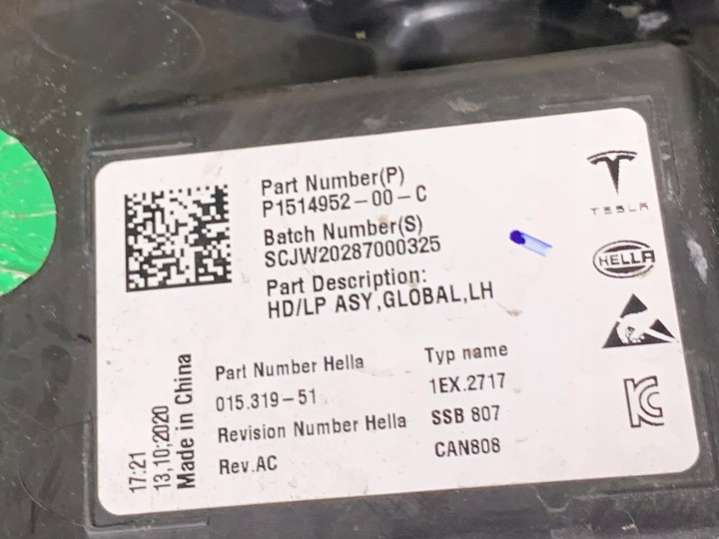 Part Number(P)
P1514952-00-C
Batch Number(S)
SCJW20287000325
Part Description:
HD/LP ASY,GLOBAL,LH
TESLA
HELLA
Part Number Hella
015.319-51
Revision Number Hella
Rev.AC
Typ name
1EX.2717
SSB 807
CAN808
17:21
13,10;2020
Made in China